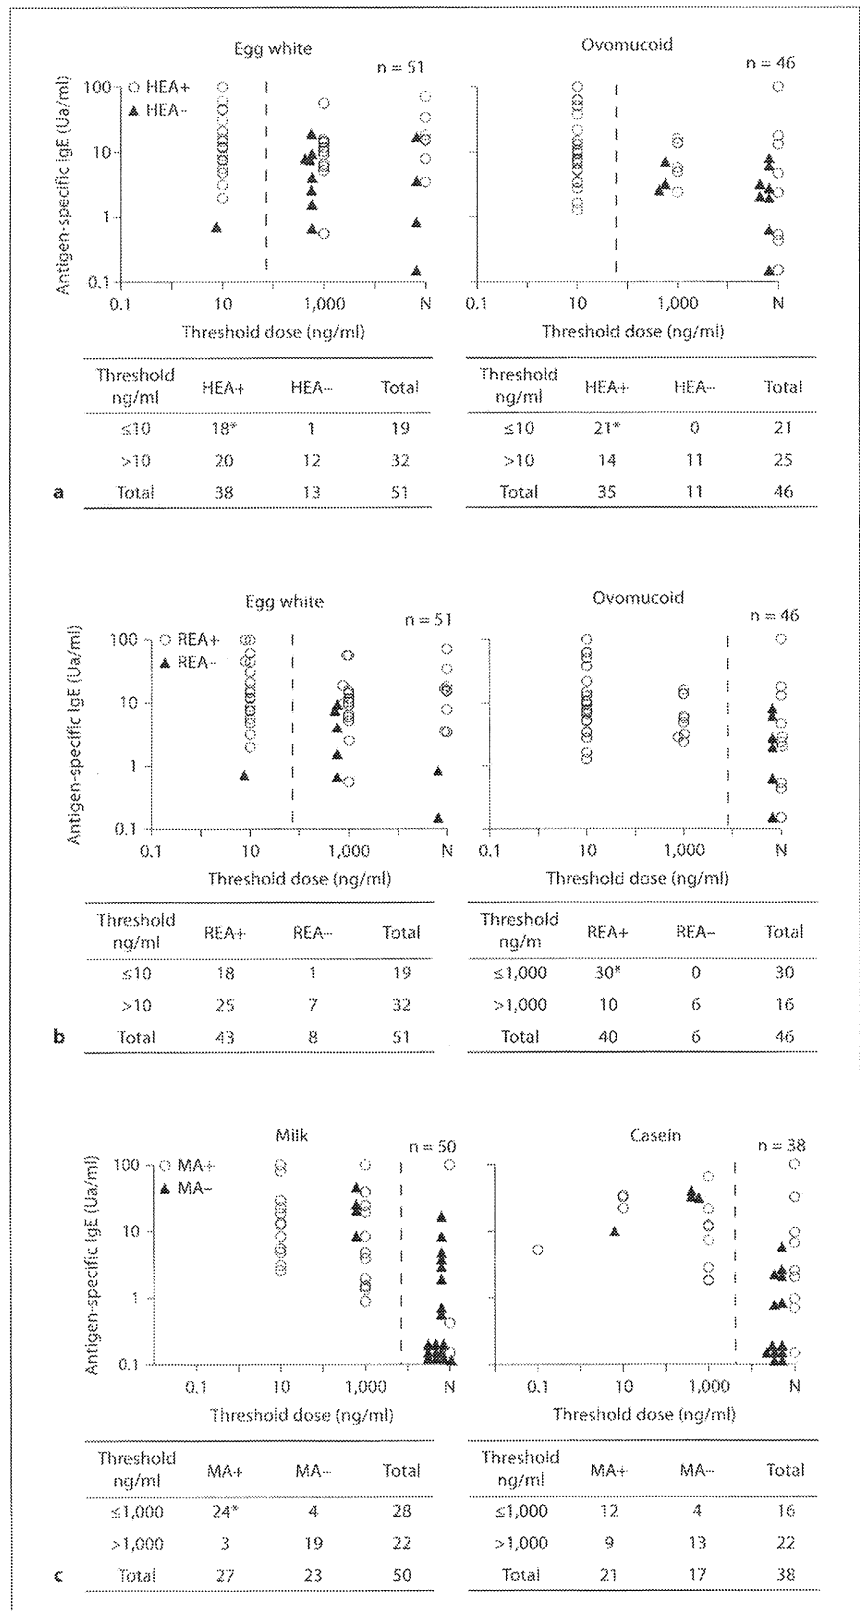 Egg white
n = 51
Ovomucoid
n = 46
Antigen-specific IgE (Ua/ml)
100
10
1
0.1
○ HEA+
▲ HEA–
0.1 10 1,000 N
Threshold dose (ng/ml)
0.1 10 1,000 N
Threshold dose (ng/ml)
Threshold ng/ml HEA+ HEA– Total
≤10 18* 1 19
>10 20 12 32
Total 38 13 51
Threshold ng/ml HEA+ HEA– Total
≤10 21* 0 21
>10 14 11 25
Total 35 11 46
a
Egg white
n = 51
Ovomucoid
n = 46
Antigen-specific IgE (Ua/ml)
100
10
1
0.1
○ REA+
▲ REA–
0.1 10 1,000 N
Threshold dose (ng/ml)
0.1 10 1,000 N
Threshold dose (ng/ml)
Threshold ng/ml REA+ REA– Total
≤10 18 1 19
>10 25 7 32
Total 43 8 51
Threshold ng/m REA+ REA– Total
≤1,000 30* 0 30
>1,000 10 6 16
Total 40 6 46
b
Milk
n = 50
Casein
n = 38
Antigen-specific IgE (Ua/ml)
100
10
1
0.1
○ MA+
▲ MA–
0.1 10 1,000 N
Threshold dose (ng/ml)
0.1 10 1,000 N
Threshold dose (ng/ml)
Threshold ng/ml MA+ MA– Total
≤1,000 24* 4 28
>1,000 3 19 22
Total 27 23 50
Threshold ng/ml MA+ MA– Total
≤1,000 12 4 16
>1,000 9 13 22
Total 21 17 38
c